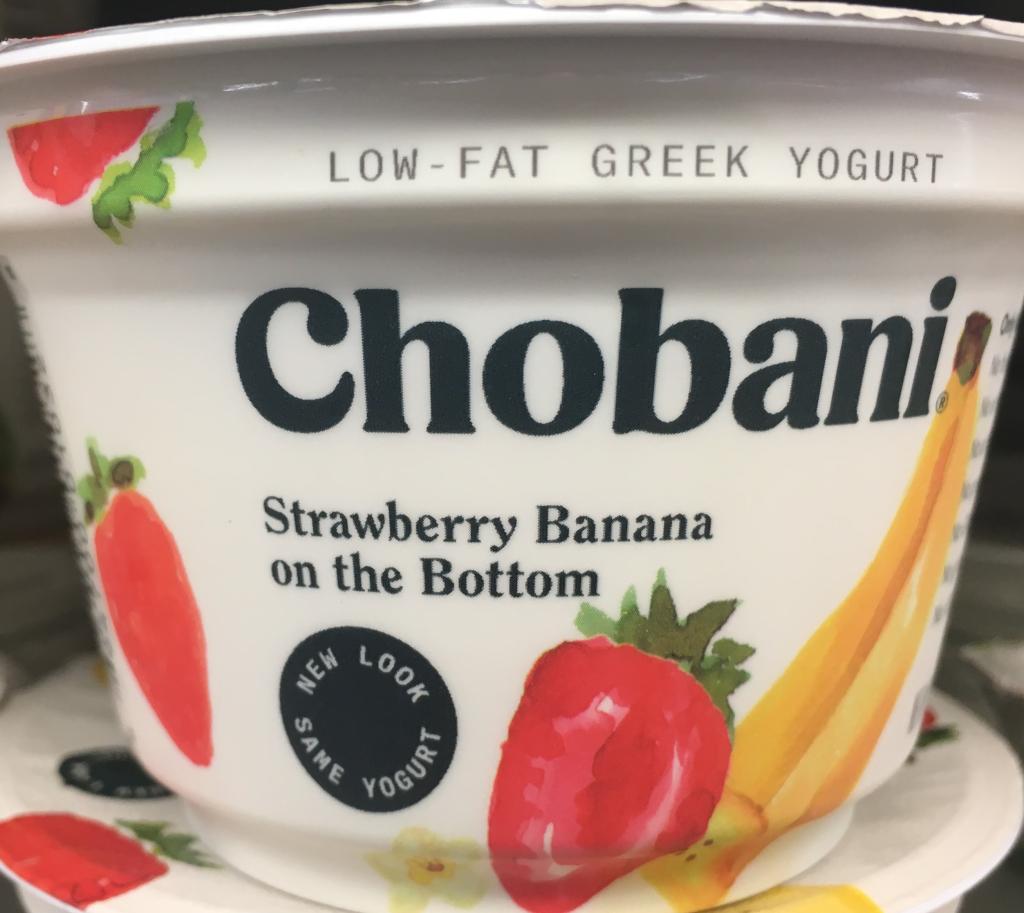 LOW-FAT GREEK YOGURT
Chobani®
Strawberry Banana
on the Bottom
NEW LOOK
SAME YOGURT